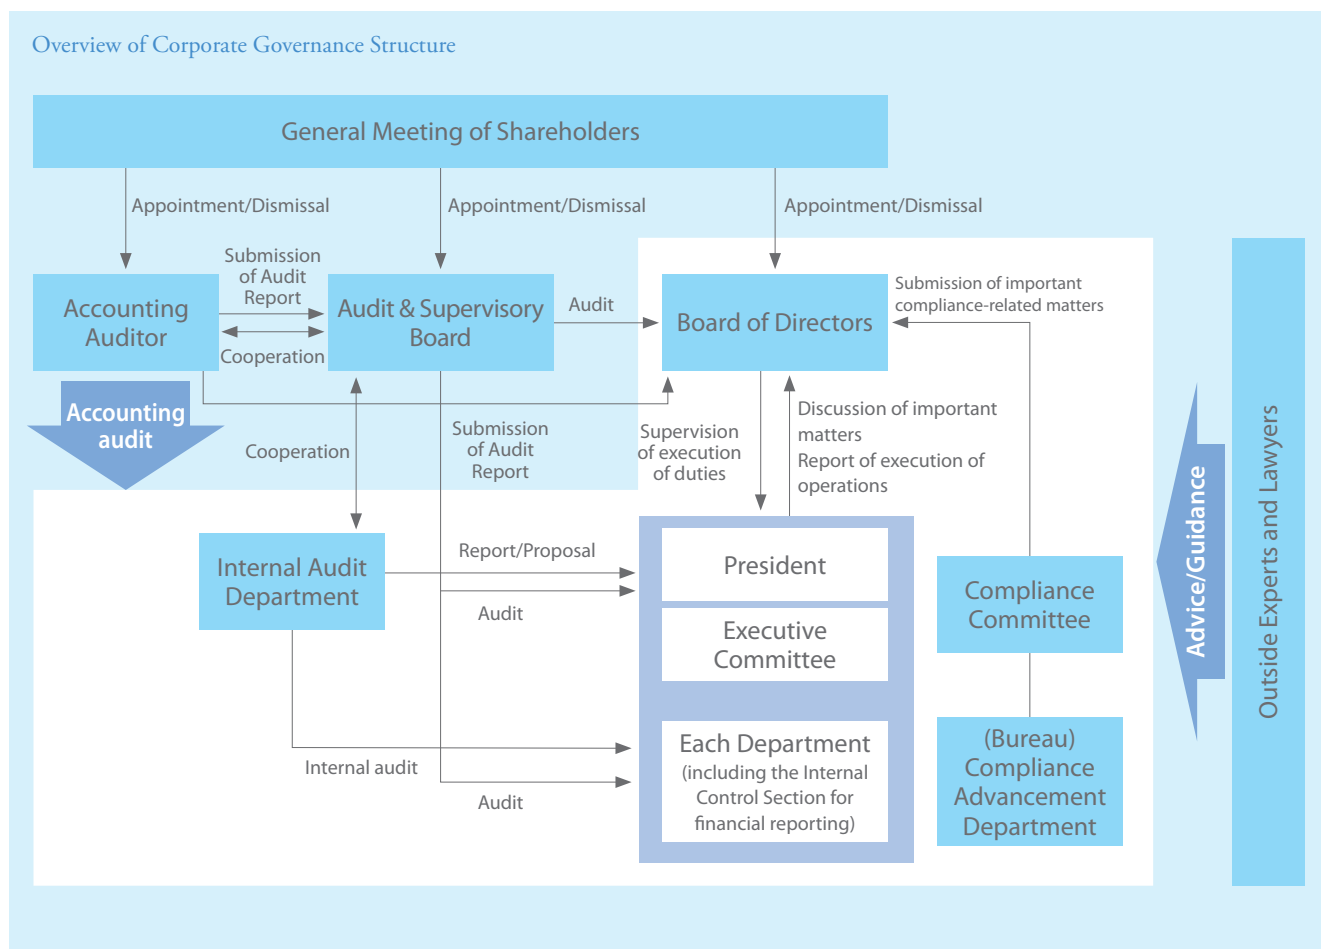 Overview of Corporate Governance Structure
General Meeting of Shareholders
Appointment/Dismissal
Appointment/Dismissal
Appointment/Dismissal
Submission
of Audit
Report
Accounting
Auditor
Cooperation
Audit & Supervisory
Board
Audit
Board of Directors
Submission of important
compliance-related matters
Accounting
audit
Cooperation
Submission
of Audit
Report
Supervision
of execution
of duties
Discussion of important
matters
Report of execution of
operations
Internal Audit
Department
Report/Proposal
Audit
President
Executive
Committee
Compliance
Committee
Internal audit
Audit
Each Department
(including the Internal
Control Section for
financial reporting)
(Bureau)
Compliance
Advancement
Department
Advice/Guidance
Outside Experts and Lawyers